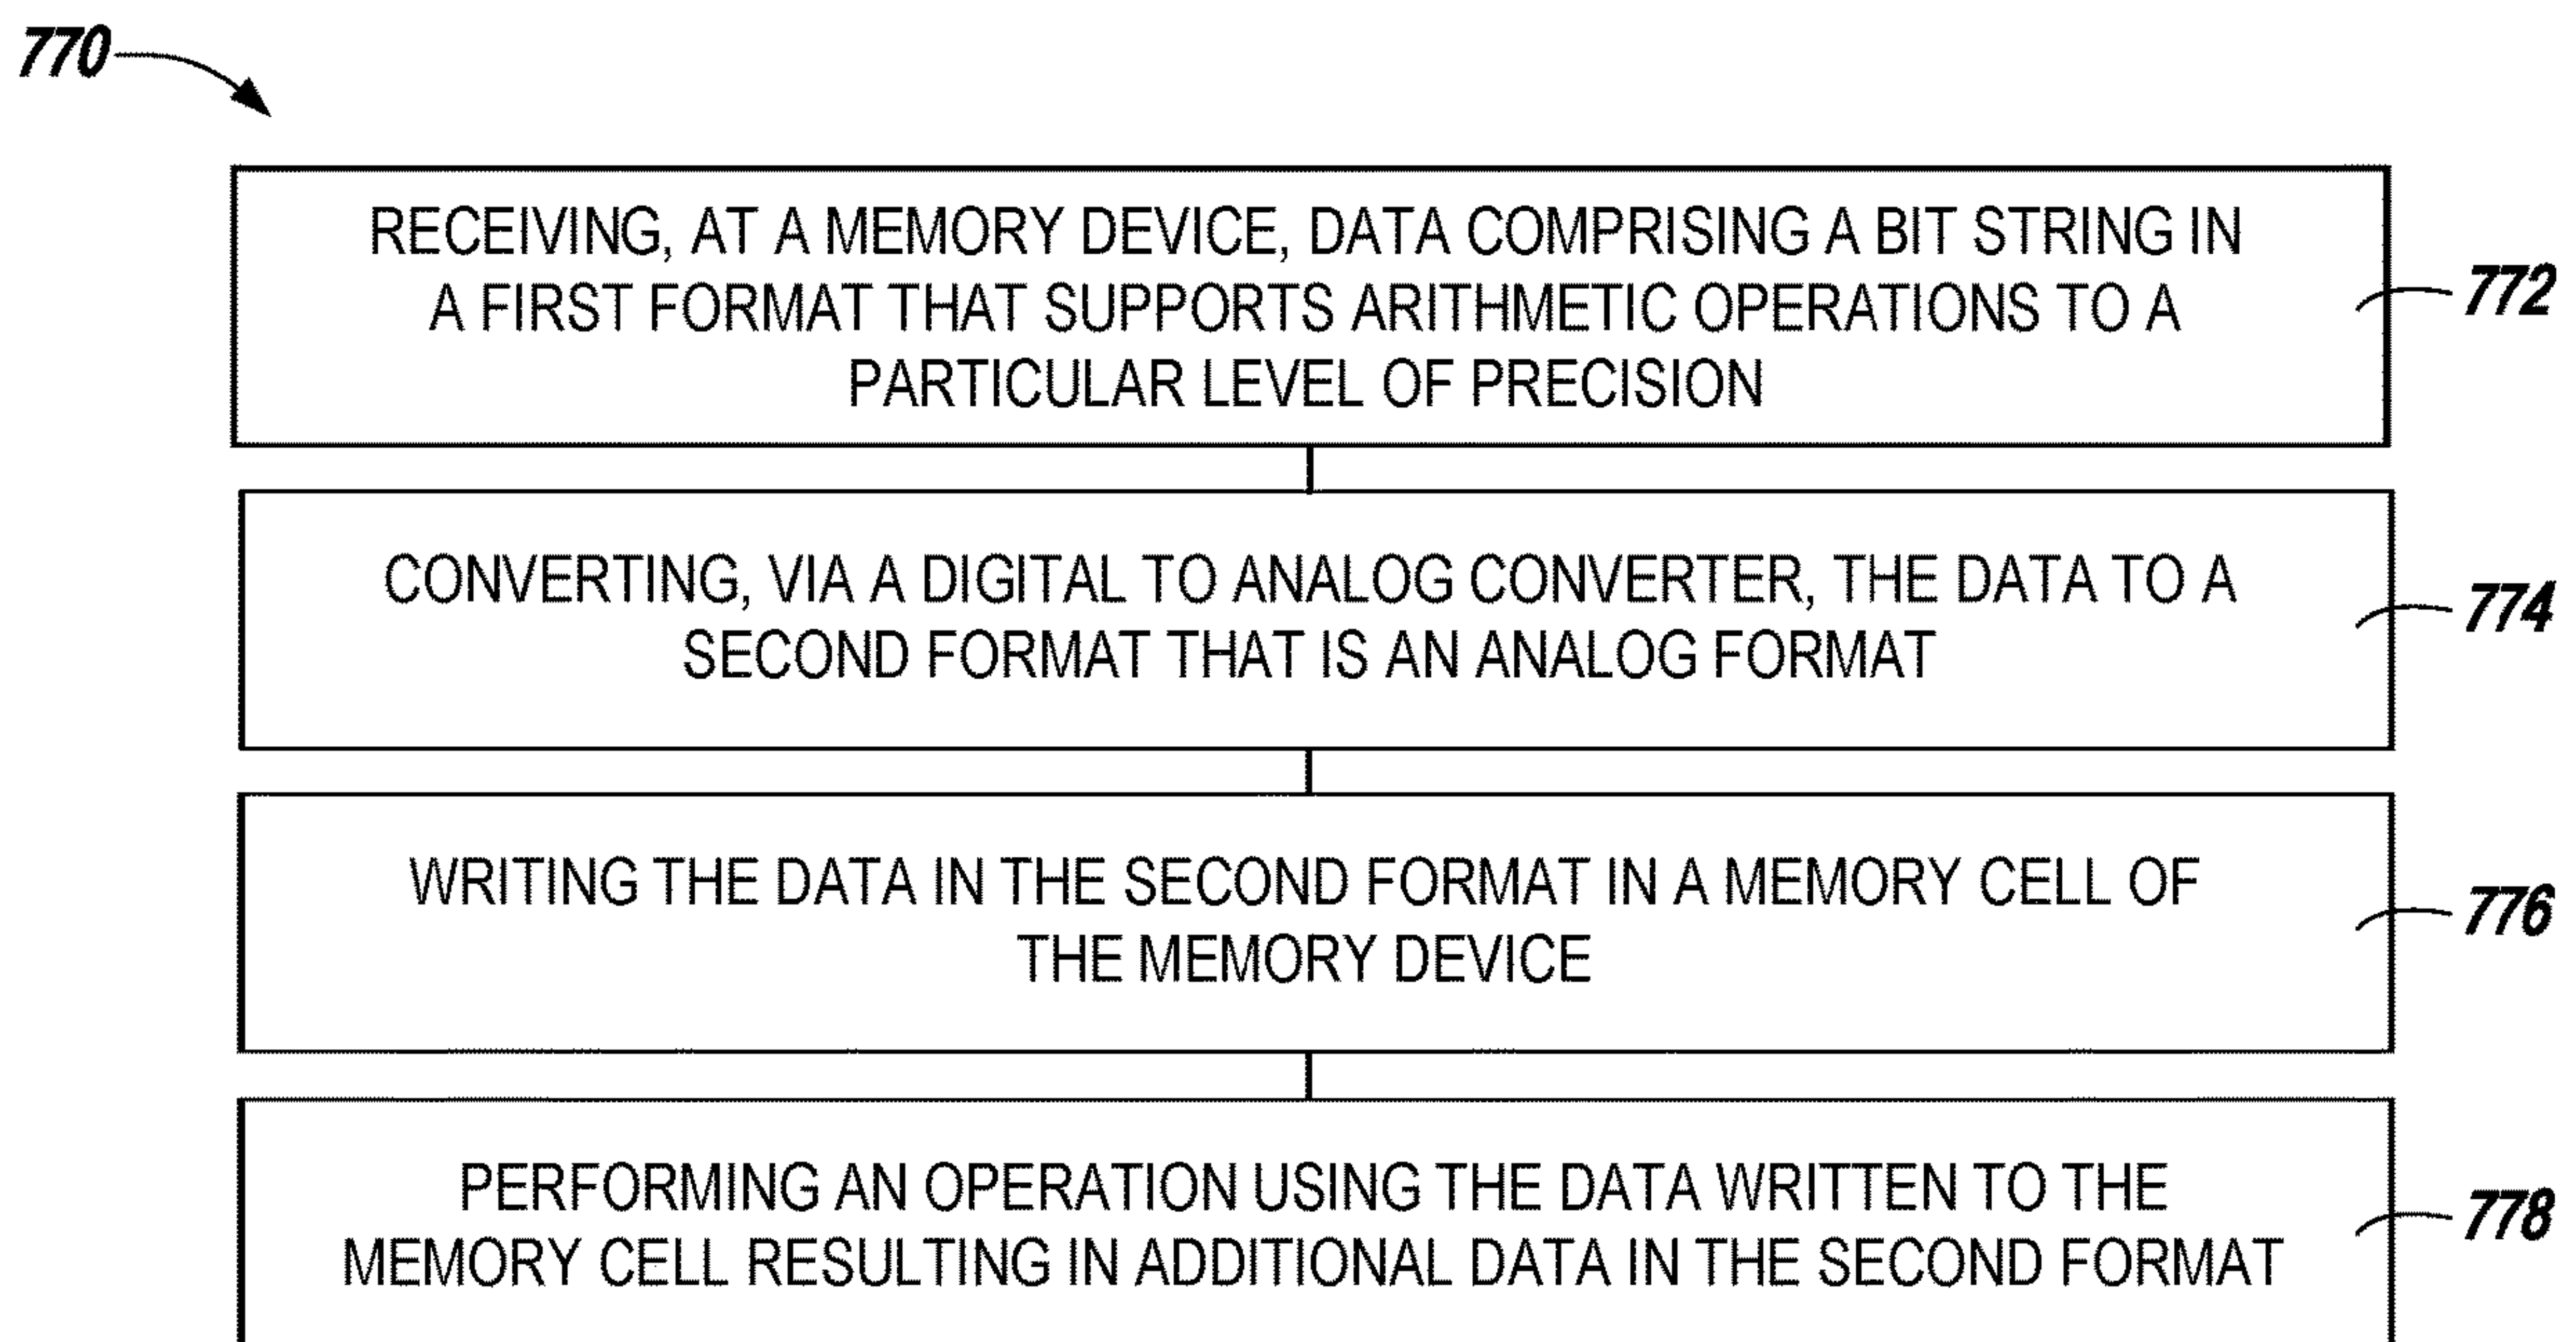 770
RECEIVING, AT A MEMORY DEVICE, DATA COMPRISING A BIT STRING IN
A FIRST FORMAT THAT SUPPORTS ARITHMETIC OPERATIONS TO A
PARTICULAR LEVEL OF PRECISION
772
CONVERTING, VIA A DIGITAL TO ANALOG CONVERTER, THE DATA TO A
SECOND FORMAT THAT IS AN ANALOG FORMAT
774
WRITING THE DATA IN THE SECOND FORMAT IN A MEMORY CELL OF
THE MEMORY DEVICE
776
PERFORMING AN OPERATION USING THE DATA WRITTEN TO THE
MEMORY CELL RESULTING IN ADDITIONAL DATA IN THE SECOND FORMAT
778